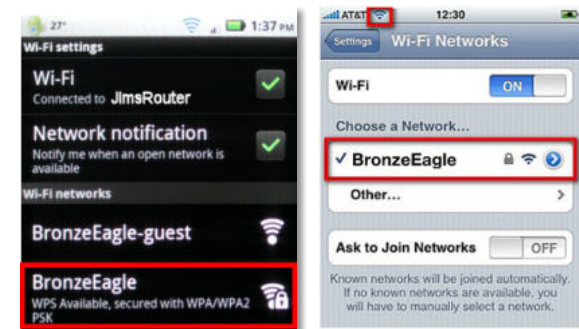 27°
1:37 PM
Wi-Fi settings
Wi-Fi
Connected to JimsRouter
Network notification
Notify me when an open network is
available
Wi-Fi networks
BronzeEagle-guest
BronzeEagle
WPS Available, secured with WPA/WPA2
PSK
AT&T
12:30
Settings
Wi-Fi Networks
Wi-Fi
ON
Choose a Network...
BronzeEagle
Other...
Ask to Join Networks
OFF
Known networks will be joined automatically.
If no known networks are available, you
will have to manually select a network.